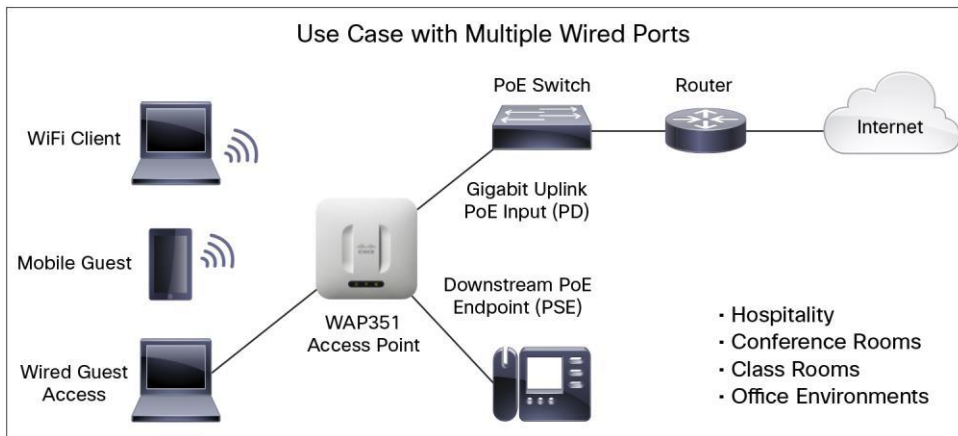 Use Case with Multiple Wired Ports
PoE Switch
Router
WiFi Client
Internet
Gigabit Uplink
PoE Input (PD)
Mobile Guest
cisco
Downstream PoE
Endpoint (PSE)
WAP351
Access Point
Wired Guest
Access
· Hospitality
· Conference Rooms
· Class Rooms
· Office Environments